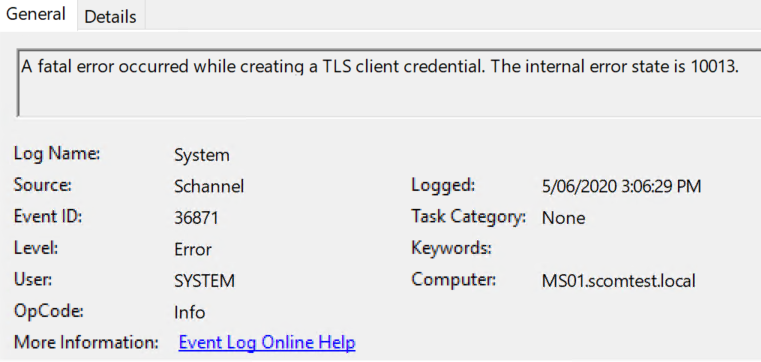 General Details
A fatal error occurred while creating a TLS client credential. The internal error state is 10013.
Log Name: System
Source: Schannel Logged: 5/06/2020 3:06:29 PM
Event ID: 36871 Task Category: None
Level: Error Keywords:
User: SYSTEM Computer: MS01.scomtest.local
OpCode: Info
More Information: Event Log Online Help